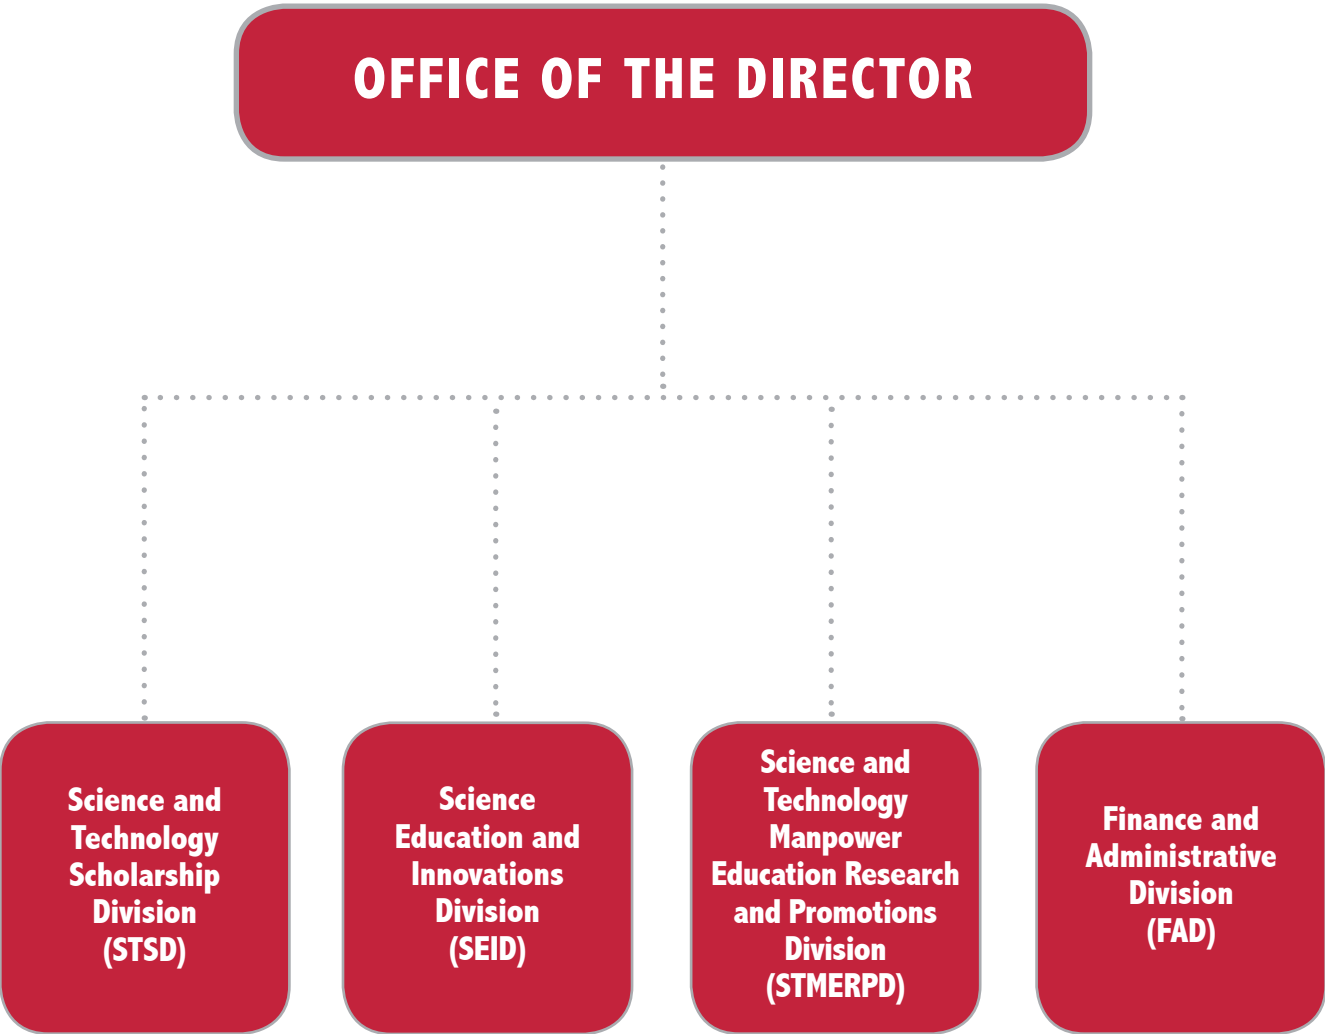 OFFICE OF THE DIRECTOR
Science and
Technology
Scholarship
Division
(STSD)
Science
Education and
Innovations
Division
(SEID)
Science and
Technology
Manpower
Education Research
and Promotions
Division
(STMERPD)
Finance and
Administrative
Division
(FAD)